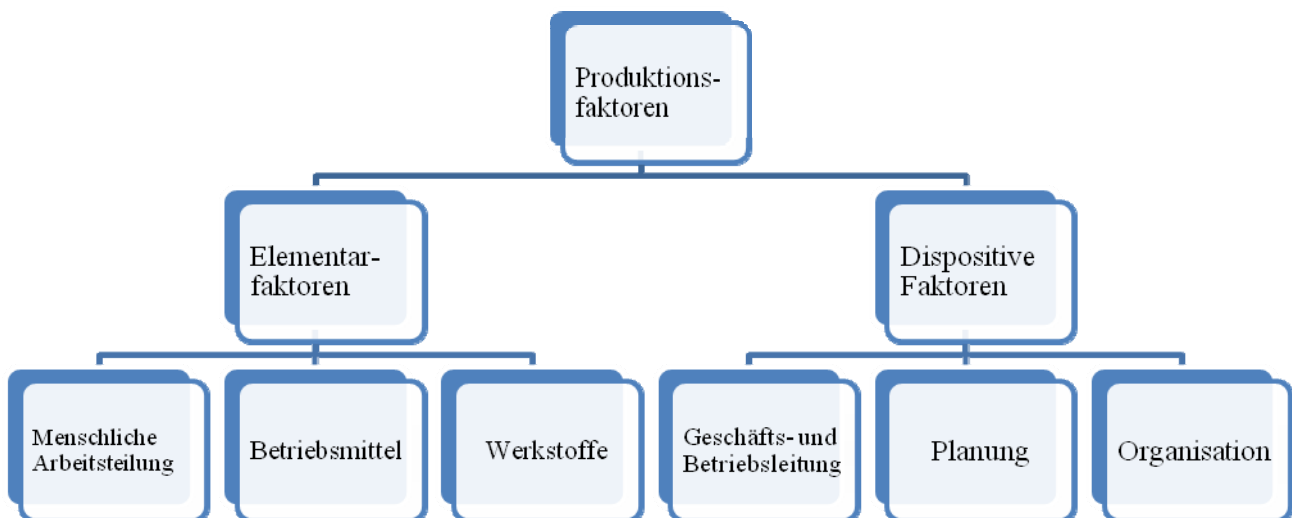 Produktions-
faktoren
Elementar-
faktoren
Dispositive
Faktoren
Menschliche
Arbeitsteilung
Betriebsmittel
Werkstoffe
Geschäfts- und
Betriebsleitung
Planung
Organisation